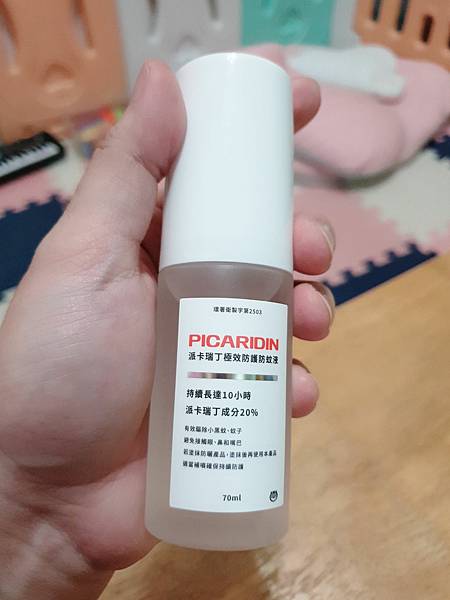 環署衛製字第2503
PICARIDIN
派卡瑞丁極效防護防蚊液
持續長達10小時
派卡瑞丁成分20%
有效驅除小黑蚊、蚊子
避免接觸眼、鼻和嘴巴
若塗抹防曬產品，塗抹後再使用本產品
適當補噴確保持續防護
70ml